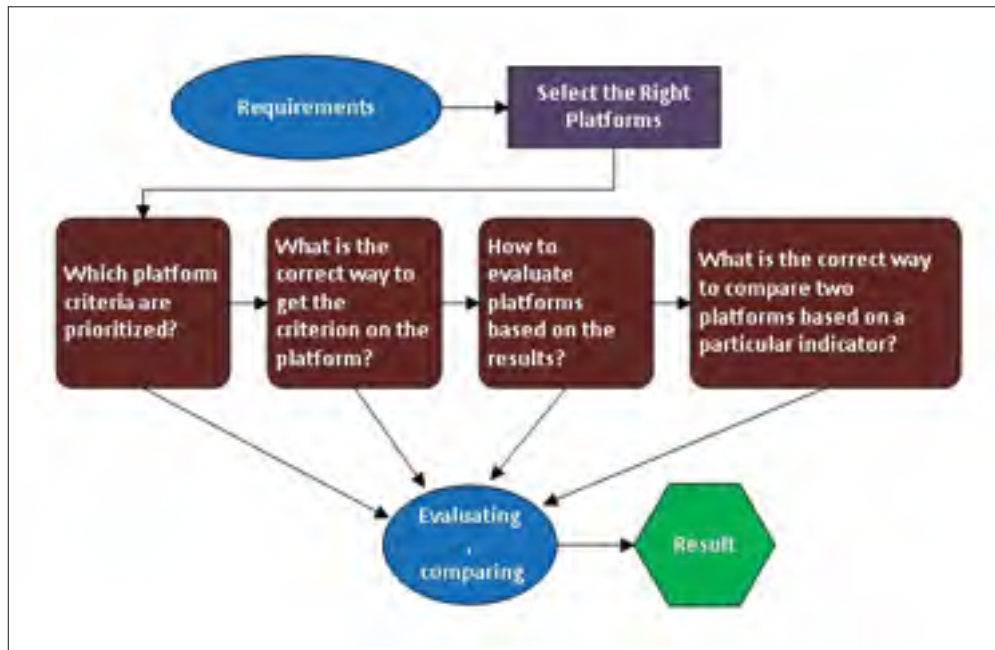 Requirements
Select the Right
Platforms
Which platform
criteria are
prioritized?
What is the
correct way to
get the
criterion on the
platform?
How to
evaluate
platforms
based on the
results?
What is the correct way
to compare two
platforms based on a
particular indicator?
Evaluating
,
comparing
Result